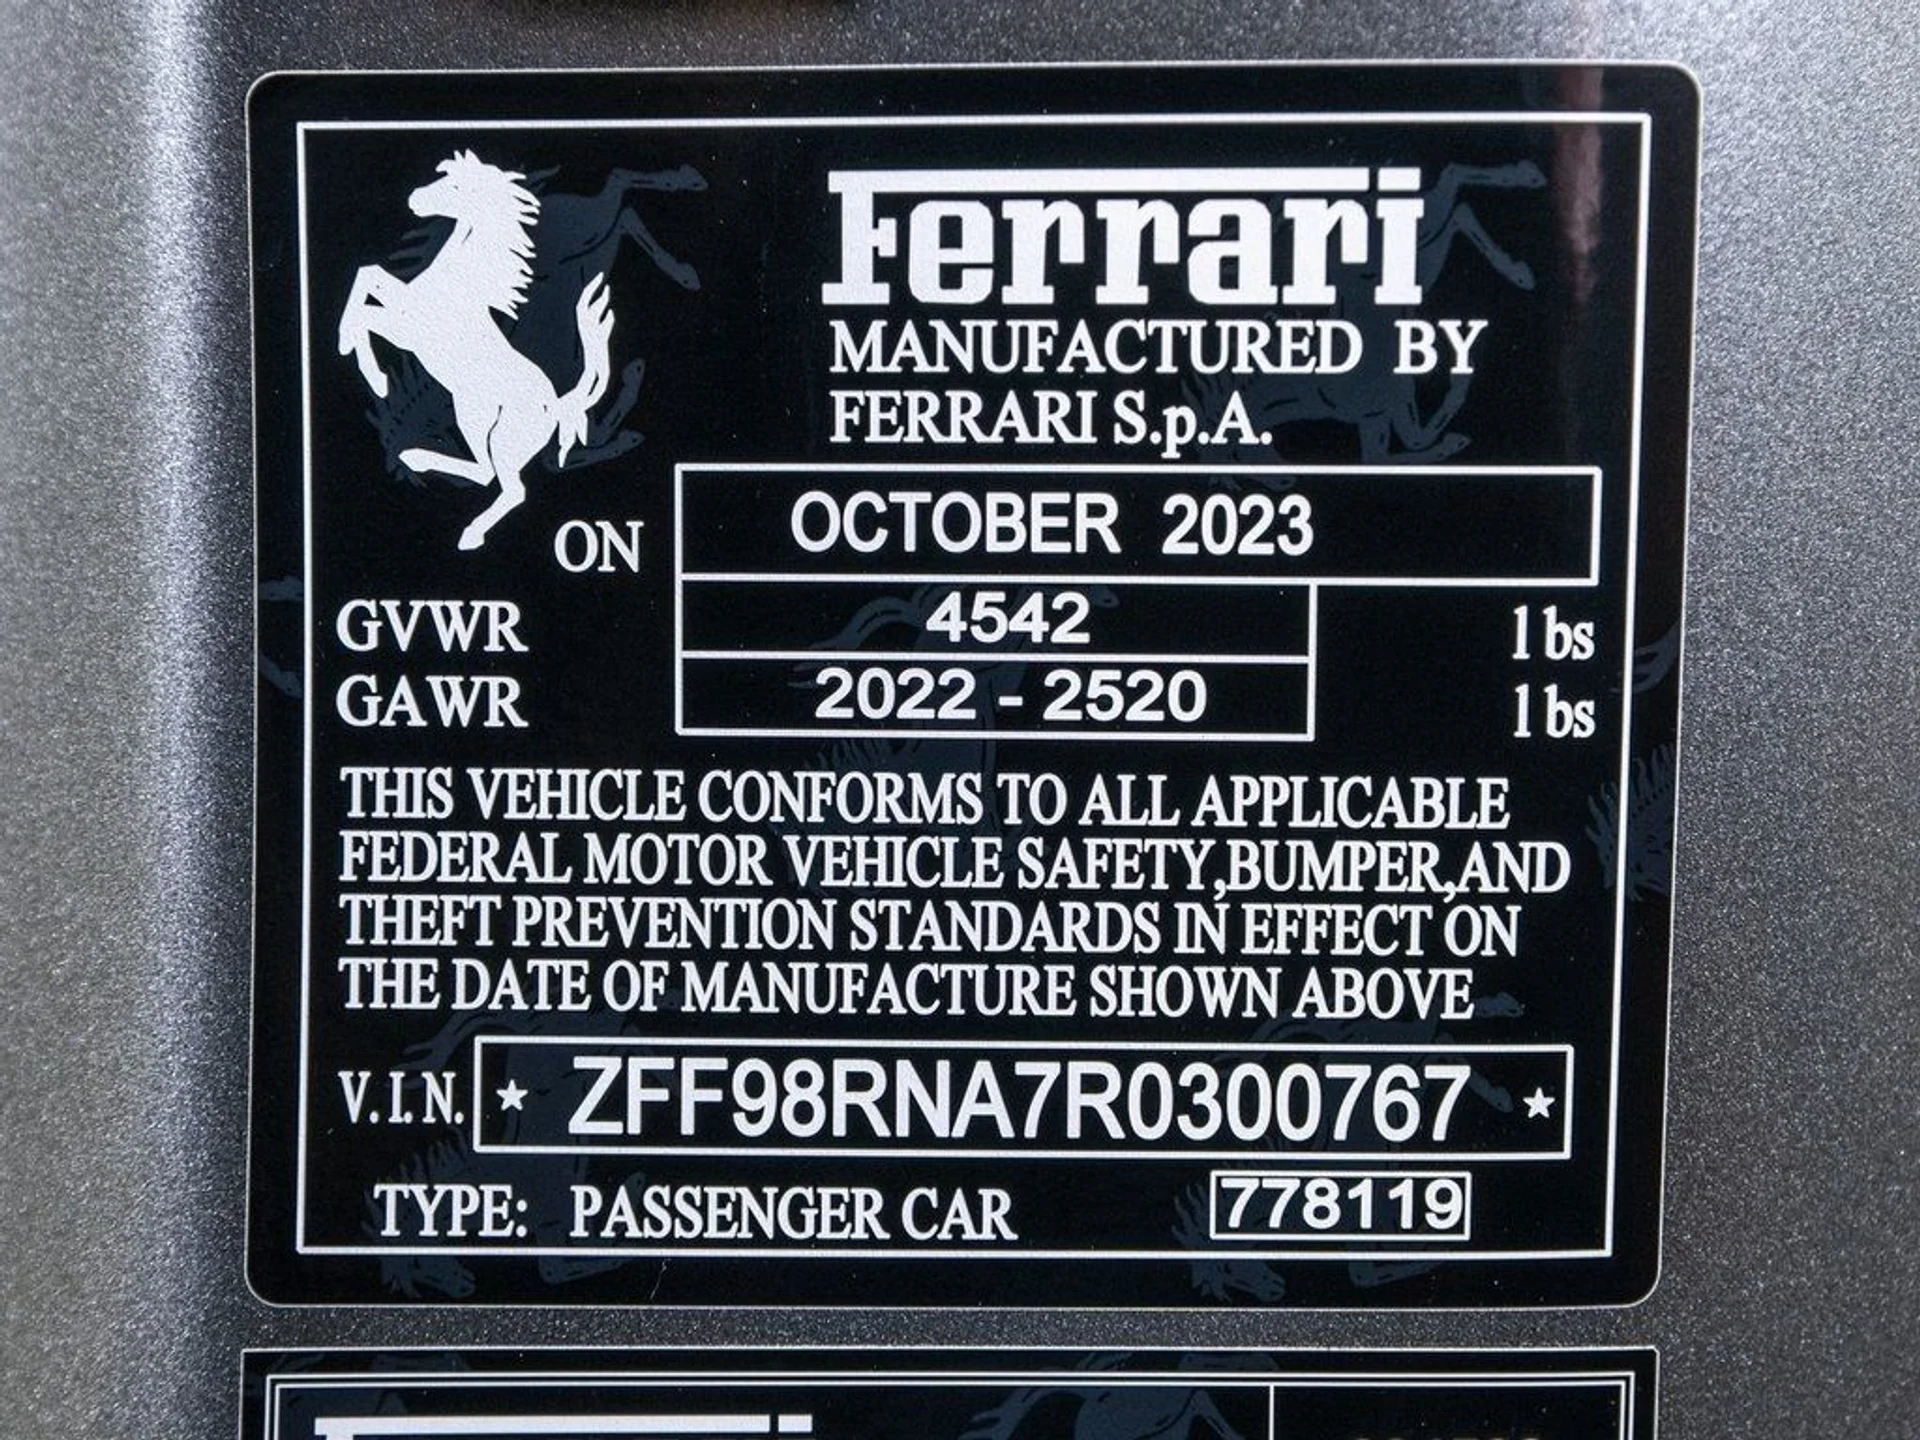 Ferrari
MANUFACTURED BY
FERRARI S.p.A.
ON OCTOBER 2023
GVWR 4542 lbs
GAWR 2022 - 2520 lbs
THIS VEHICLE CONFORMS TO ALL APPLICABLE
FEDERAL MOTOR VEHICLE SAFETY,BUMPER,AND
THEFT PREVENTION STANDARDS IN EFFECT ON
THE DATE OF MANUFACTURE SHOWN ABOVE
V.I.N. ★ ZFF98RNA7R0300767 ★
TYPE: PASSENGER CAR 778119
Ferrari